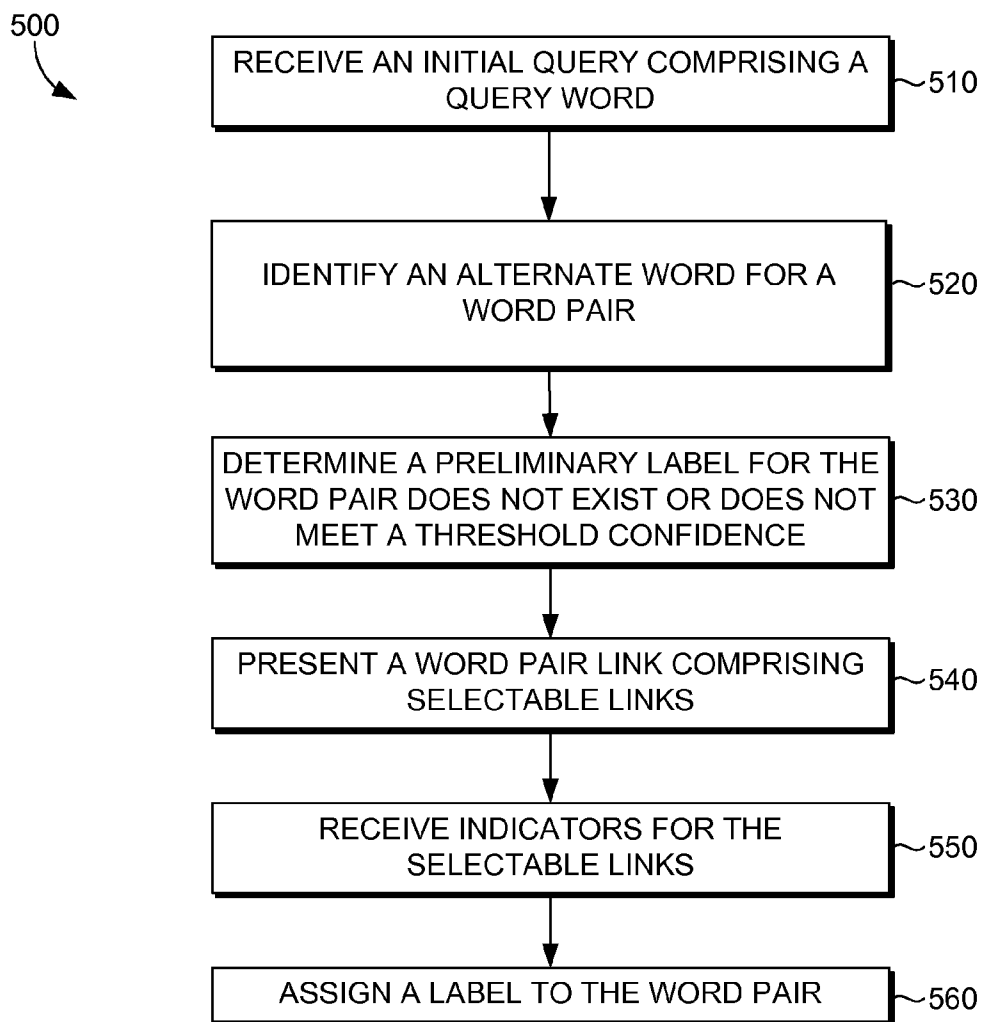 500
RECEIVE AN INITIAL QUERY COMPRISING A
QUERY WORD
510
IDENTIFY AN ALTERNATE WORD FOR A
WORD PAIR
520
DETERMINE A PRELIMINARY LABEL FOR THE
WORD PAIR DOES NOT EXIST OR DOES NOT
MEET A THRESHOLD CONFIDENCE
530
PRESENT A WORD PAIR LINK COMPRISING
SELECTABLE LINKS
540
RECEIVE INDICATORS FOR THE
SELECTABLE LINKS
550
ASSIGN A LABEL TO THE WORD PAIR
560